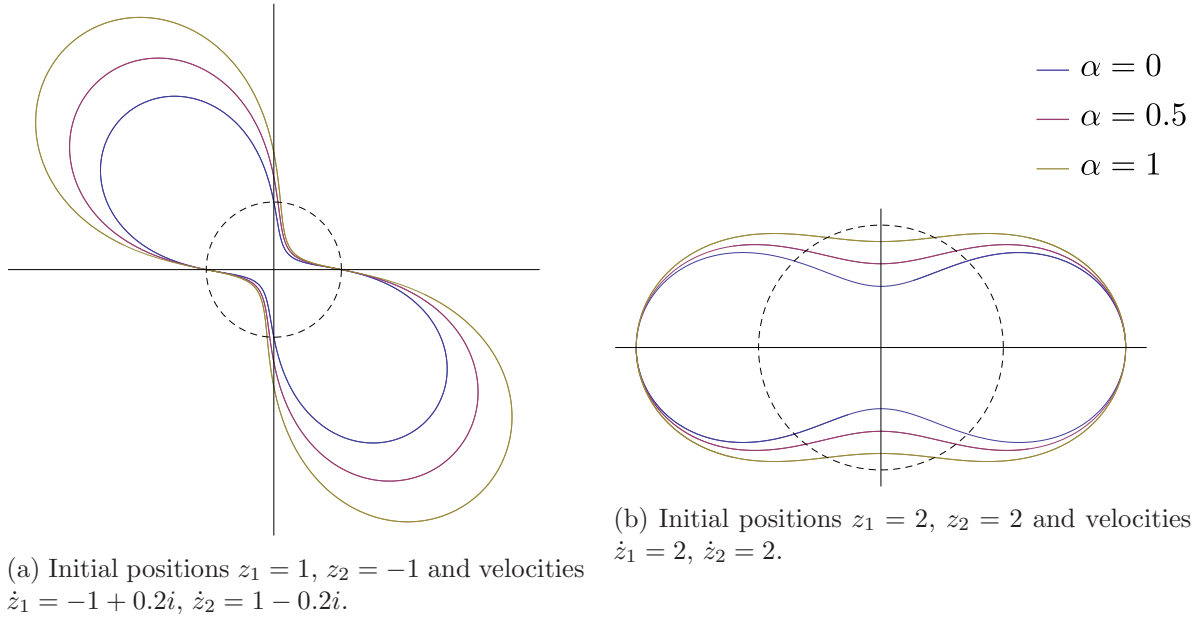 α = 0
α = 0.5
α = 1
(a) Initial positions z₁ = 1, z₂ = −1 and velocities
ż₁ = −1 + 0.2i, ż₂ = 1 − 0.2i.
(b) Initial positions z₁ = 2, z₂ = 2 and velocities
ż₁ = 2, ż₂ = 2.